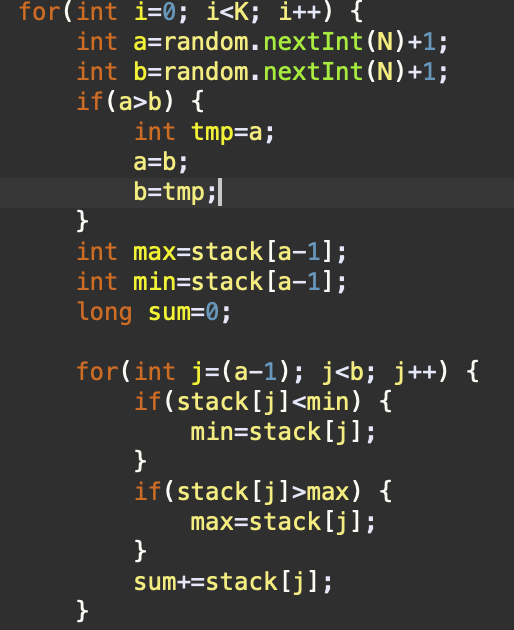 for(int i=0; i<K; i++) {
    int a=random.nextInt(N)+1;
    int b=random.nextInt(N)+1;
    if(a>b) {
        int tmp=a;
        a=b;
        b=tmp;
    }
    int max=stack[a-1];
    int min=stack[a-1];
    long sum=0;

    for(int j=(a-1); j<b; j++) {
        if(stack[j]<min) {
            min=stack[j];
        }
        if(stack[j]>max) {
            max=stack[j];
        }
        sum+=stack[j];
    }